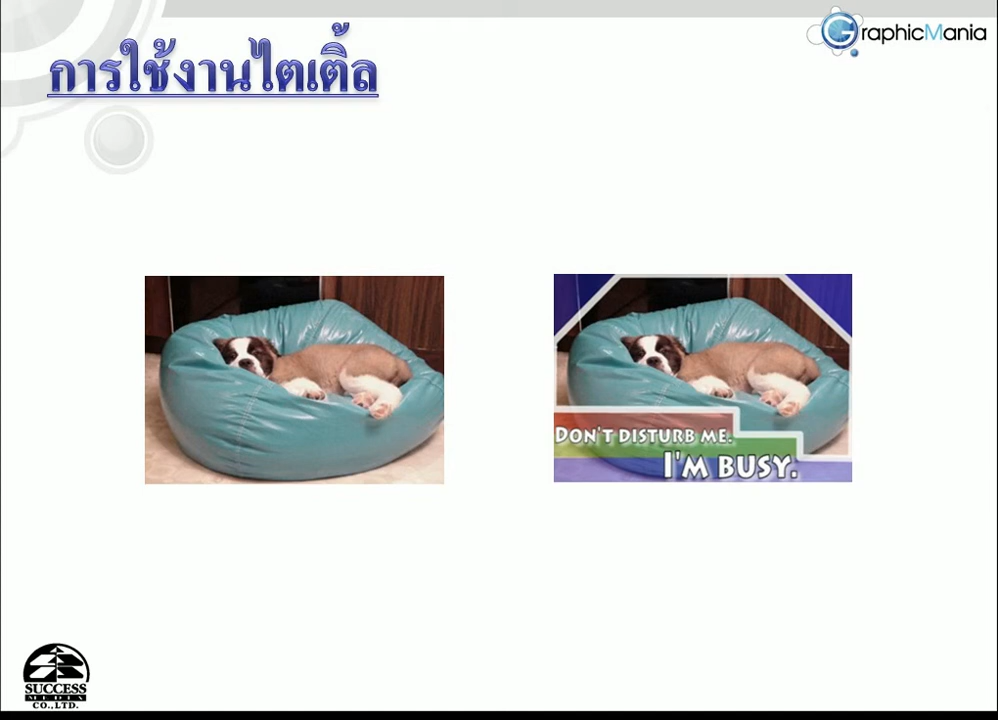 GraphicMania
การใช้งานไตเติ้ล
DON'T DISTURB ME.
I'M BUSY.
SUCCESS
MEDIA
CO.,LTD.